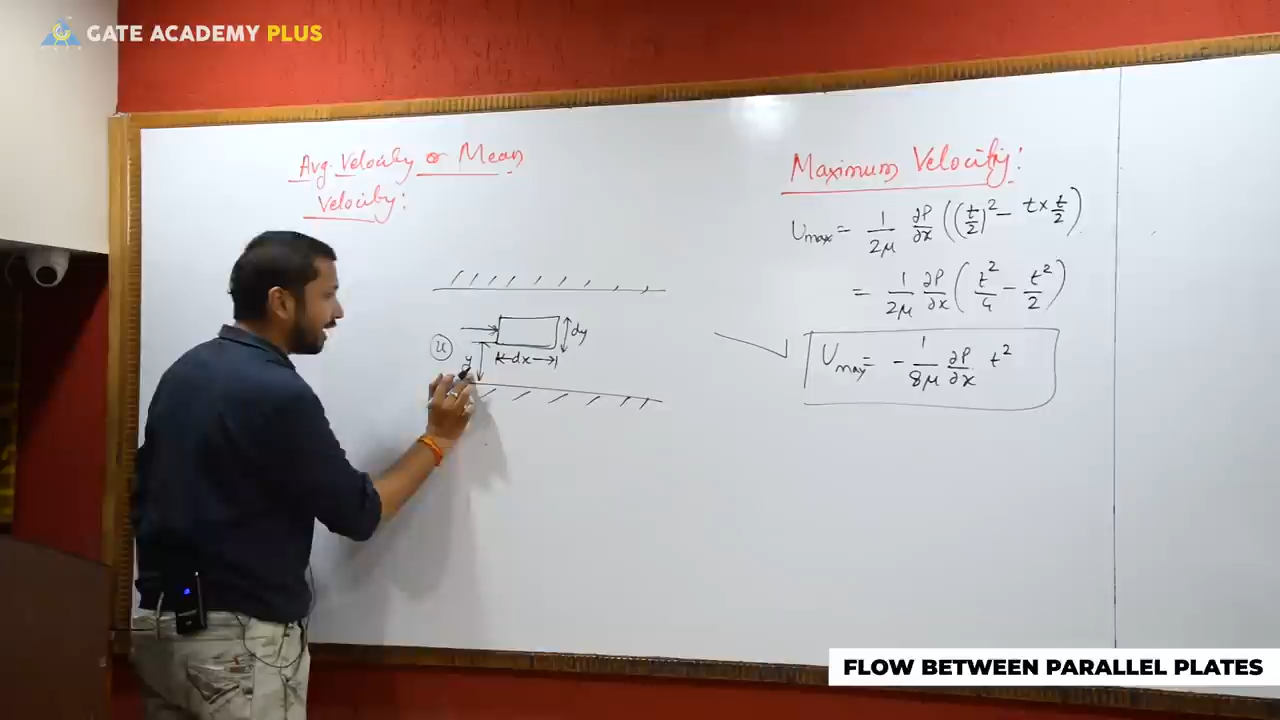 GATE ACADEMY PLUS
Avg. Velocity or Mean
Velocity:
u
y
dx
dy
Maximum Velocity:
Umax = 1/2μ ∂P/∂x ((t/2)² - t × t/2)
= 1/2μ ∂P/∂x (t²/4 - t²/2)
Umax = - 1/8μ ∂P/∂x t²
FLOW BETWEEN PARALLEL PLATES